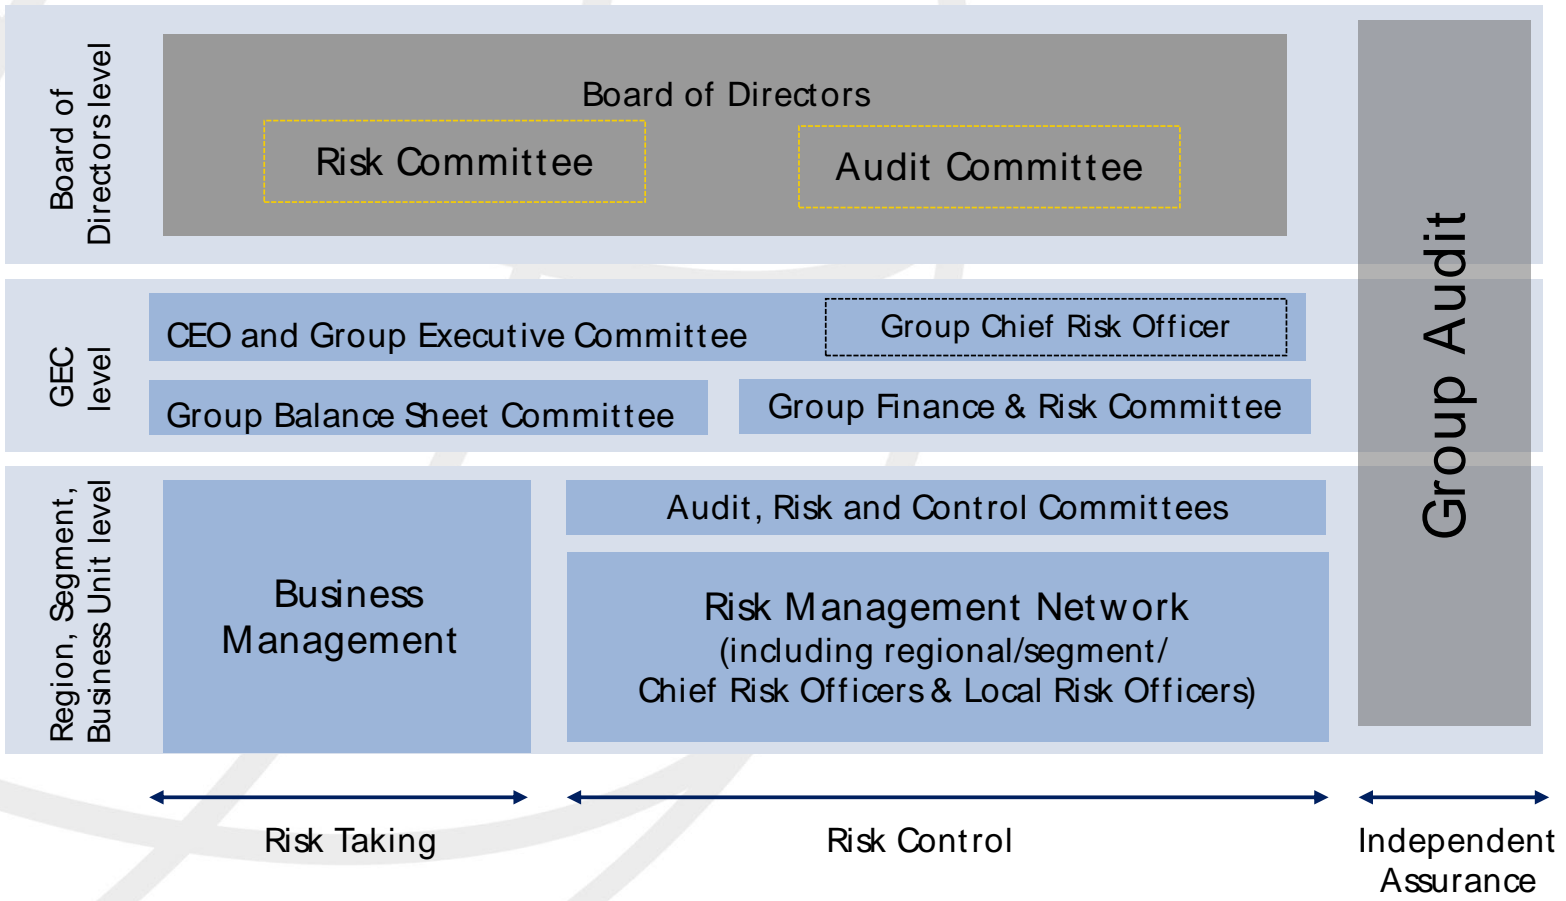 Board of
Directors level
Board of Directors
Risk Committee
Audit Committee
GEC
level
CEO and Group Executive Committee
Group Chief Risk Officer
Group Balance Sheet Committee
Group Finance & Risk Committee
Region, Segment,
Business Unit level
Business
Management
Audit, Risk and Control Committees
Risk Management Network
(including regional/segment/
Chief Risk Officers & Local Risk Officers)
Group Audit
Risk Taking
Risk Control
Independent
Assurance